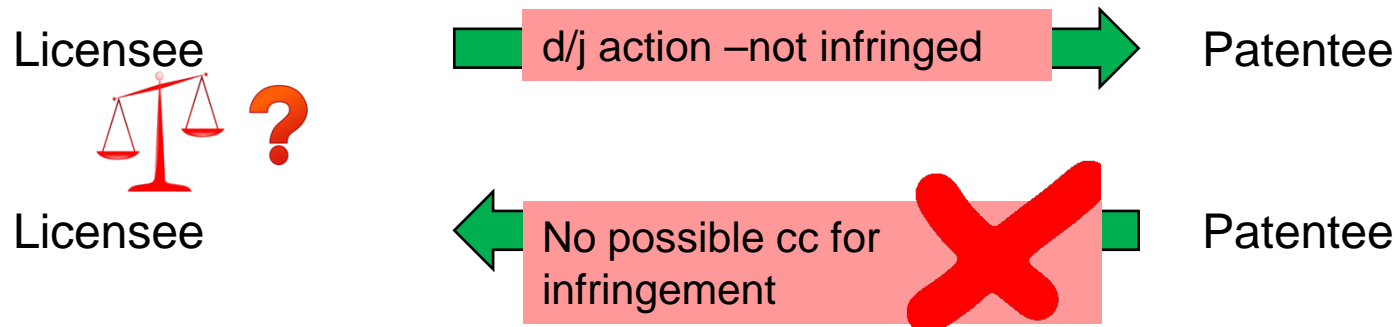 Licensee
d/j action –not infringed
Patentee
?
Licensee
No possible cc for
infringement
Patentee